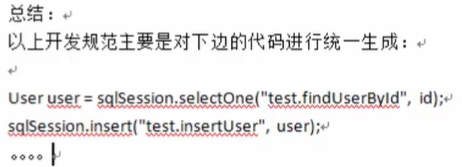 总结：
以上开发规范主要是对下边的代码进行统一生成：
User user = sqlSession.selectOne("test.findUserById", id);
sqlSession.insert("test.insertUser", user);
。。。。